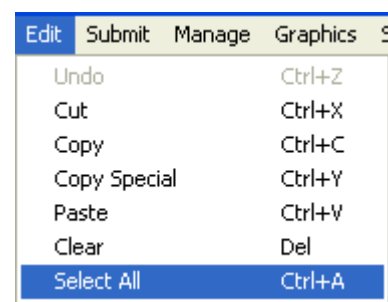 Edit Submit Manage Graphics S
Undo Ctrl+Z
Cut Ctrl+X
Copy Ctrl+C
Copy Special Ctrl+Y
Paste Ctrl+V
Clear Del
Select All Ctrl+A